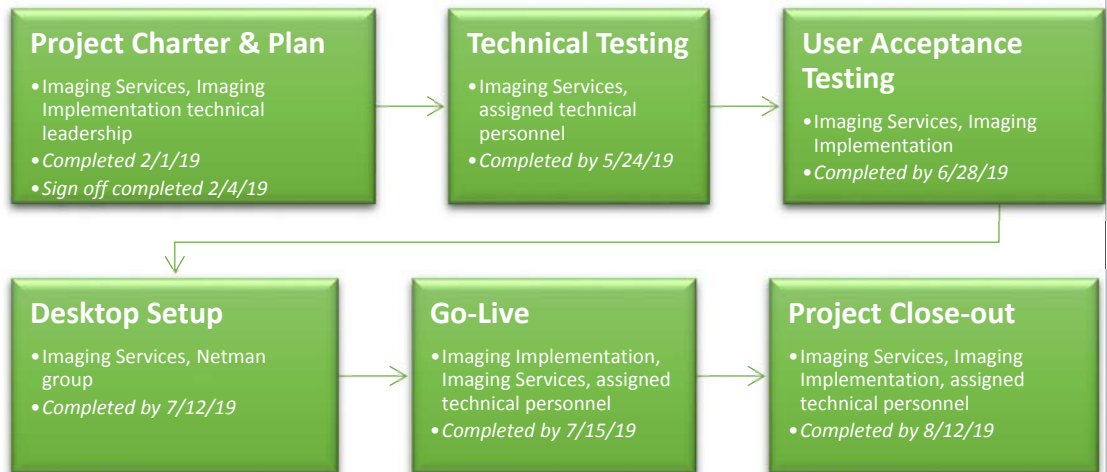 Project Charter & Plan
•Imaging Services, Imaging
Implementation technical
leadership
•Completed 2/1/19
•Sign off completed 2/4/19
Technical Testing
•Imaging Services,
assigned technical
personnel
•Completed by 5/24/19
User Acceptance
Testing
•Imaging Services, Imaging
Implementation
•Completed by 6/28/19
Desktop Setup
•Imaging Services, Netman
group
•Completed by 7/12/19
Go-Live
•Imaging Implementation,
Imaging Services, assigned
technical personnel
•Completed by 7/15/19
Project Close-out
•Imaging Services, Imaging
Implementation, assigned
technical personnel
•Completed by 8/12/19